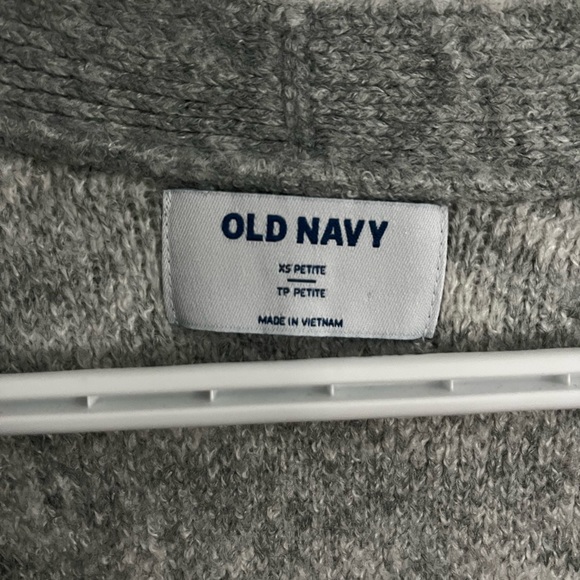 OLD NAVY
XS PETITE
TP PETITE
MADE IN VIETNAM